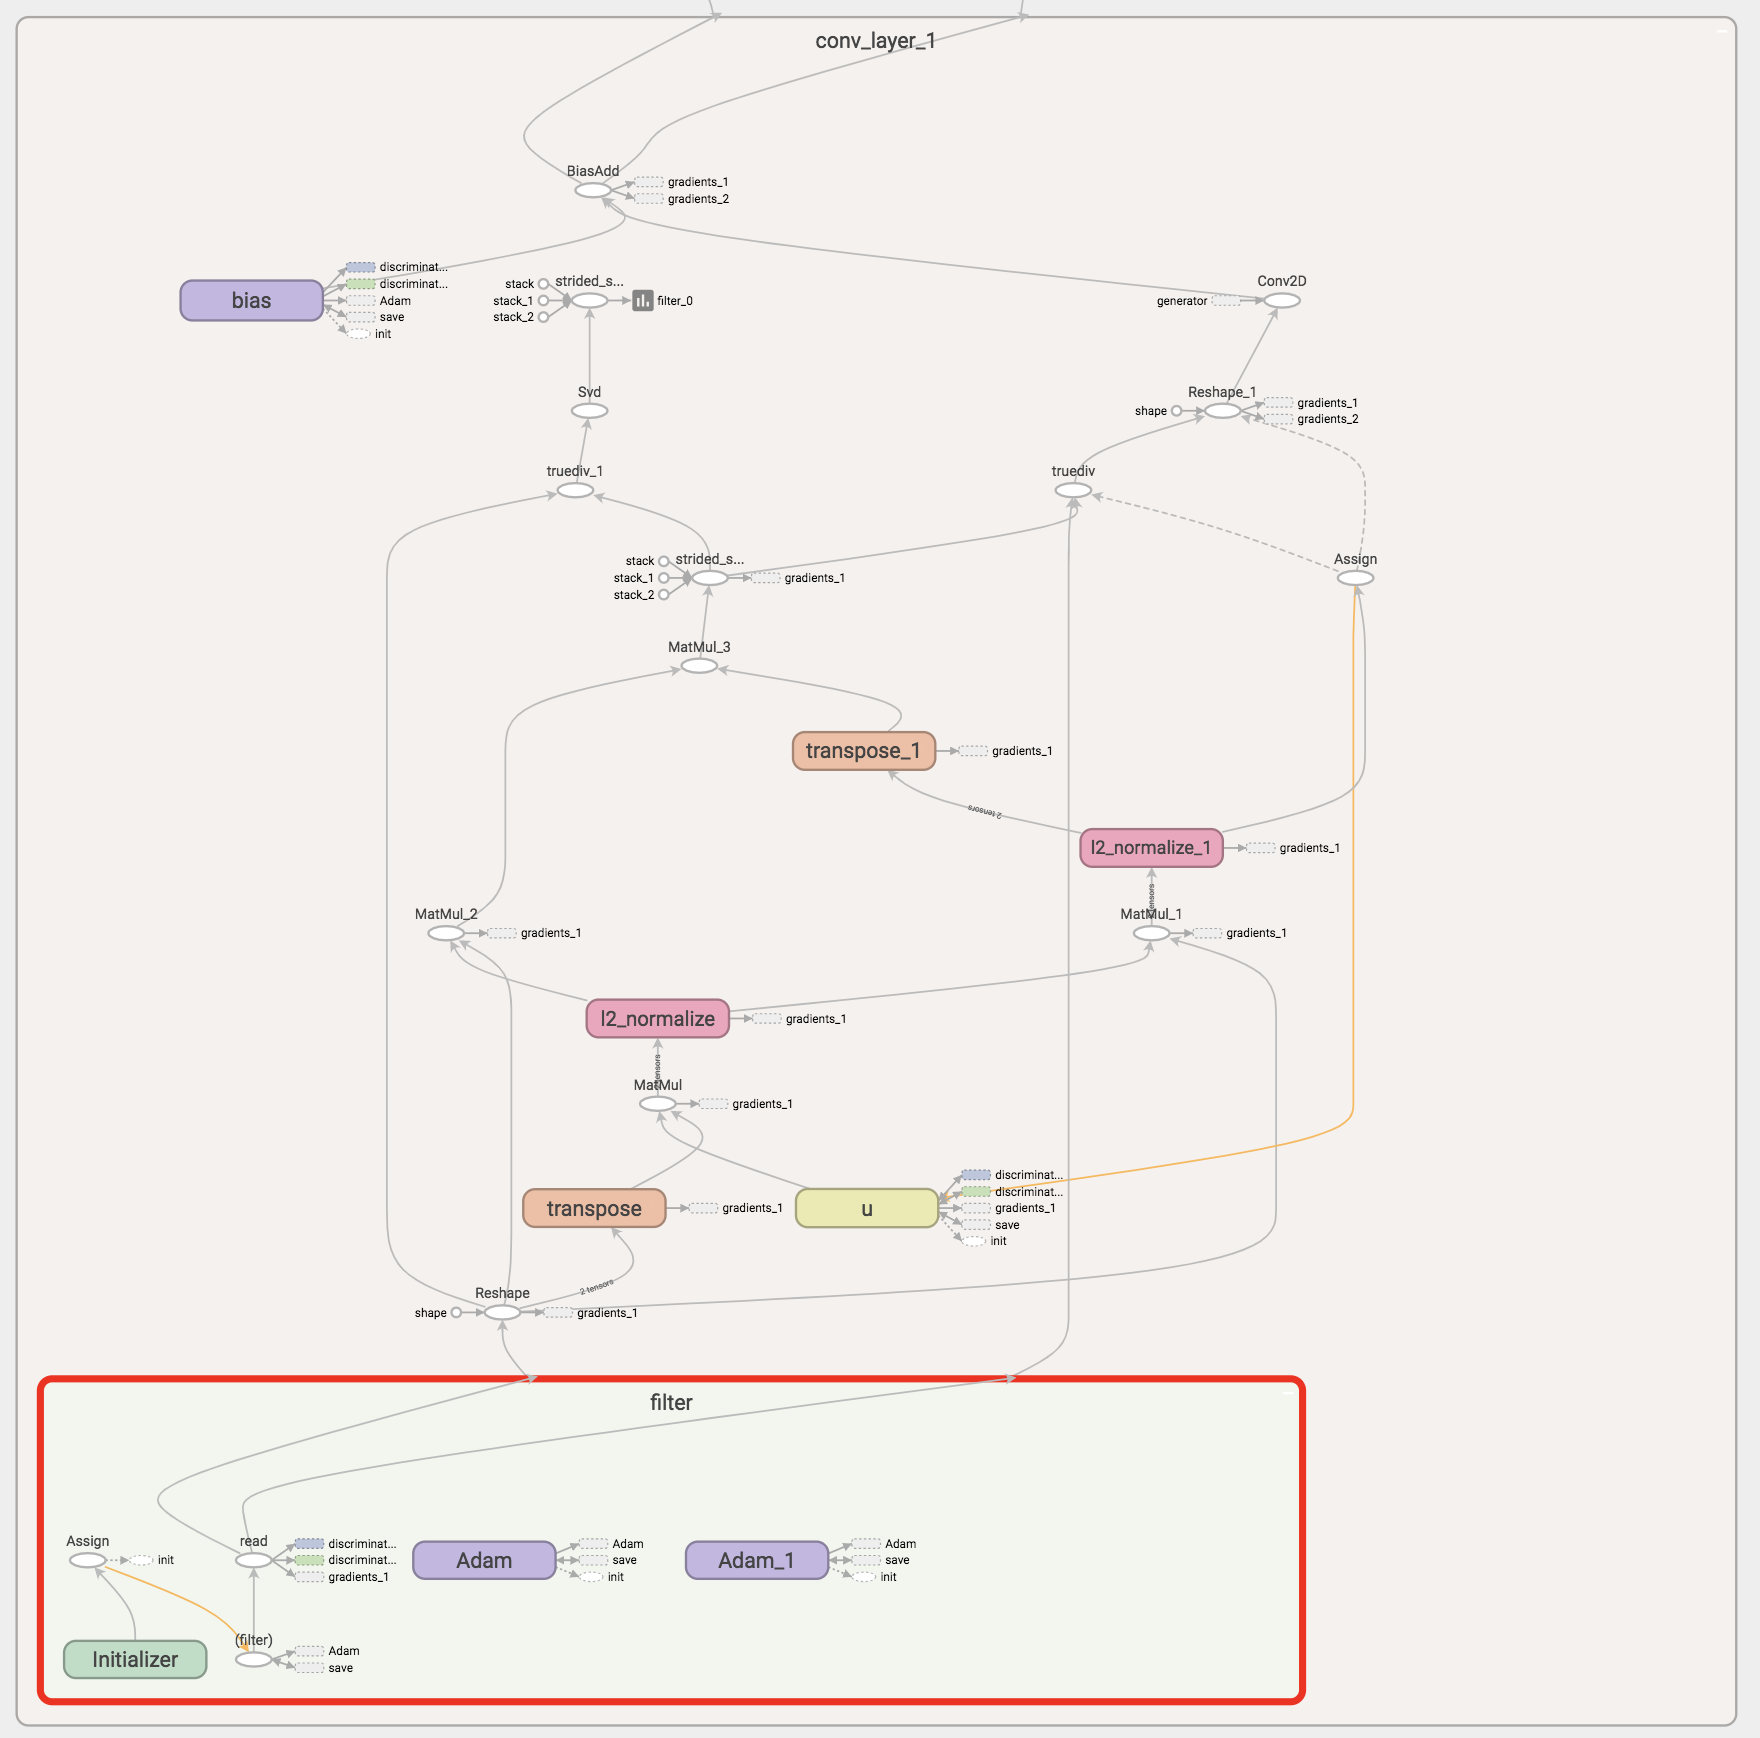 conv_layer_1
BiasAdd
gradients_1
gradients_2
discriminat...
discriminat...
bias
Adam
save
init
stack
strided_s...
stack_1
filter_0
stack_2
Conv2D
generator
Svd
Reshape_1
shape
gradients_1
gradients_2
truediv_1
truediv
stack
strided_s...
stack_1
gradients_1
stack_2
Assign
MatMul_3
transpose_1
gradients_1
2 tensors
l2_normalize_1
gradients_1
MatMul_2
gradients_1
tensors
MatMul_1
gradients_1
l2_normalize
gradients_1
tensors
MatMul
gradients_1
transpose
gradients_1
u
discriminat...
discriminat...
gradients_1
save
init
2 tensors
Reshape
shape
gradients_1
filter
Assign
init
read
discriminat...
discriminat...
gradients_1
Adam
Adam
save
init
Adam_1
Adam
save
init
Initializer
(filter)
Adam
save